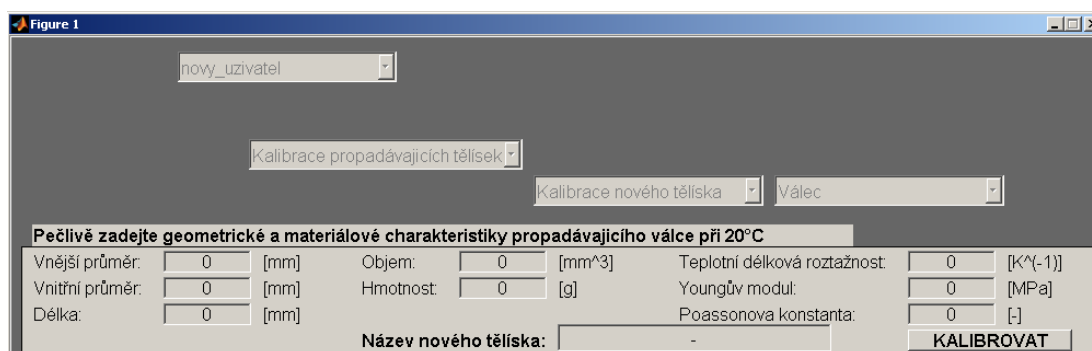 Figure 1
novy_uzivatel
Kalibrace propadávajicích tělísek
Kalibrace nového tělíska Válec
Pečlivě zadejte geometrické a materiálové charakteristiky propadávajicího válce při 20°C
Vnější průměr: 0 [mm] Objem: 0 [mm^3] Teplotní délková roztažnost: 0 [K^(-1)]
Vnitřní průměr: 0 [mm] Hmotnost: 0 [g] Youngův modul: 0 [MPa]
Délka: 0 [mm] Poassonova konstanta: 0 [-]
Název nového tělíska: - KALIBROVAT